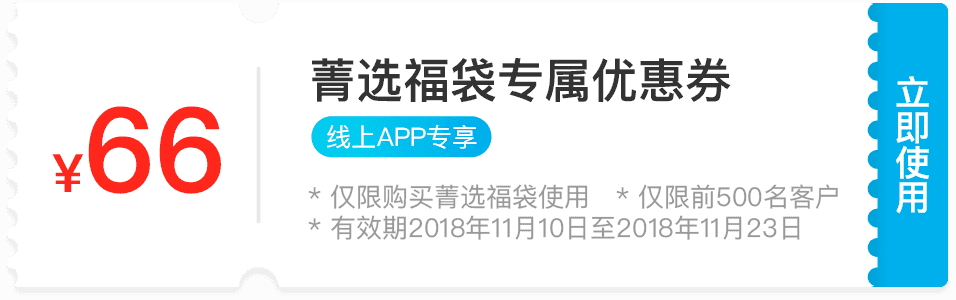 ¥66
菁选福袋专属优惠券
线上APP专享
* 仅限购买菁选福袋使用 * 仅限前500名客户
* 有效期2018年11月10日至2018年11月23日
立即使用